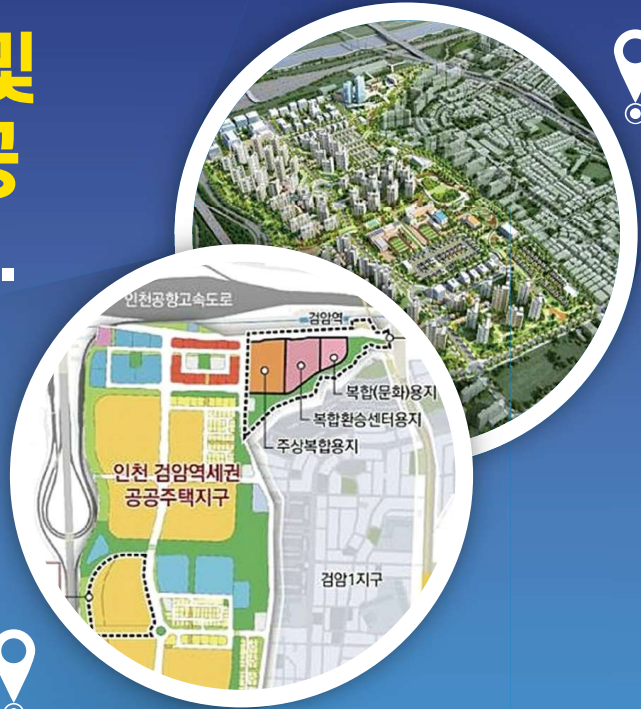 및
공
.
인천공항고속도로
검암역
복합(문화)용지
복합환승센터용지
주상복합용지
인천 검암역세권
공공주택지구
검암1지구